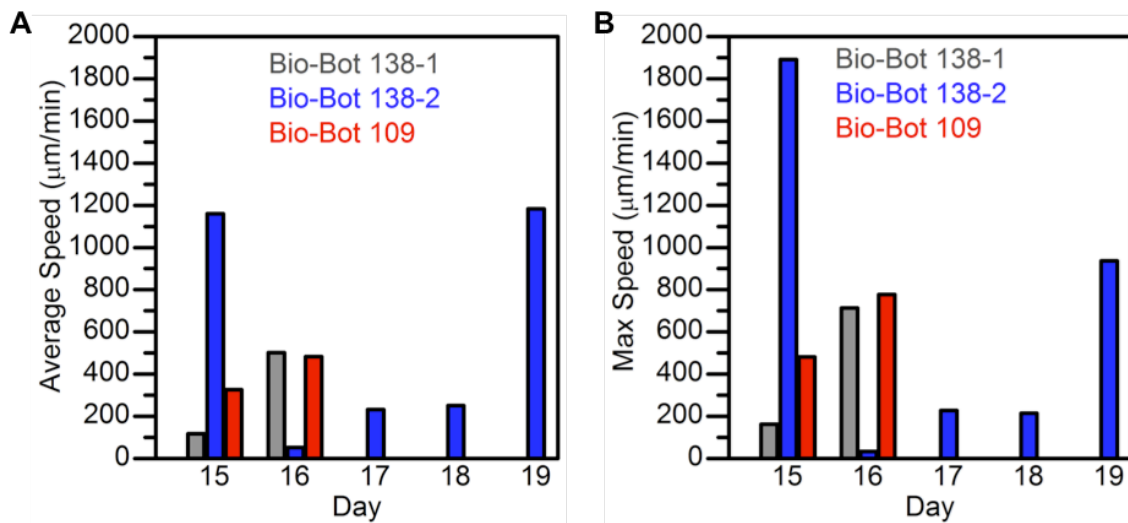 A
Average Speed (μm/min)
2000
1800
1600
1400
1200
1000
800
600
400
200
0
Bio-Bot 138-1
Bio-Bot 138-2
Bio-Bot 109
15 16 17 18 19
Day
B
Max Speed (μm/min)
2000
1800
1600
1400
1200
1000
800
600
400
200
0
Bio-Bot 138-1
Bio-Bot 138-2
Bio-Bot 109
15 16 17 18 19
Day